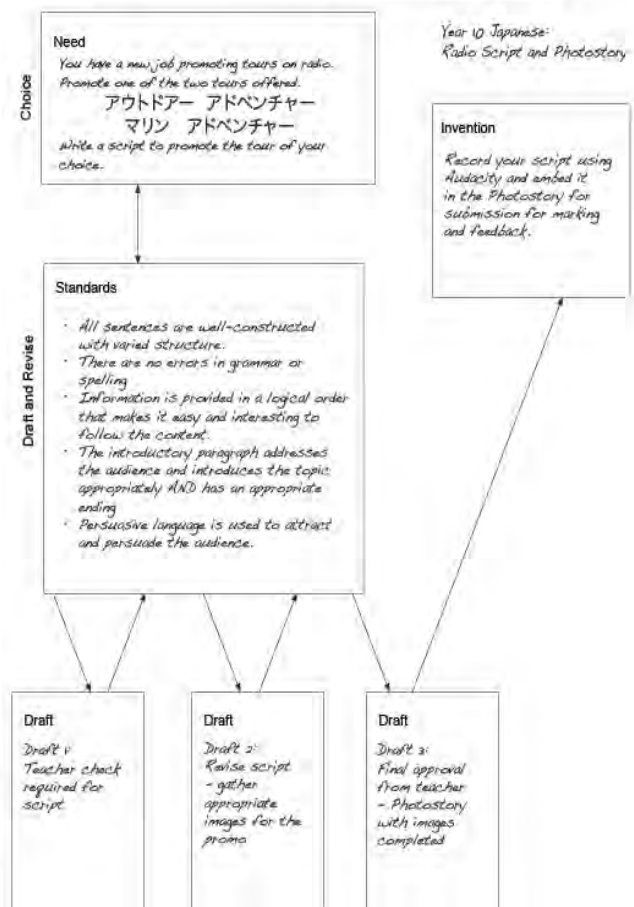 Year 10 Japanese:
Radio Script and Photostory
Choice
Need
You have a new job promoting tours on radio.
Promote one of the two tours offered.
アウトドアー アドベンチャー
マリン アドベンチャー
Write a script to promote the tour of your
choice.
Invention
Record your script using
Audacity and embed it
in the Photostory for
submission for marking
and feedback.
Draft and Revise
Standards
· All sentences are well-constructed
with varied structure.
· There are no errors in grammar or
spelling
· Information is provided in a logical order
that makes it easy and interesting to
follow the content.
· The introductory paragraph addresses
the audience and introduces the topic
appropriately AND has an appropriate
ending
· Persuasive language is used to attract
and persuade the audience.
Draft
Draft 1:
Teacher check
required for
script
Draft
Draft 2:
Revise script
- gather
appropriate
images for the
promo
Draft
Draft 3:
Final approval
from teacher
- Photostory
with images
completed